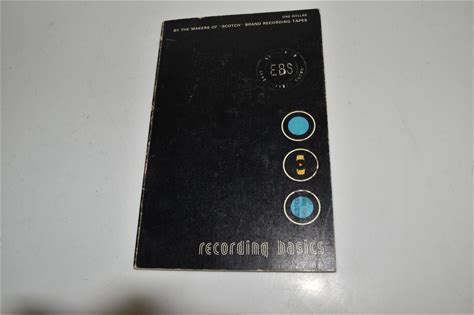 ONE DOLLAR
BY THE MAKERS OF "SCOTCH" BRAND RECORDING TAPES
EBS
recording basics